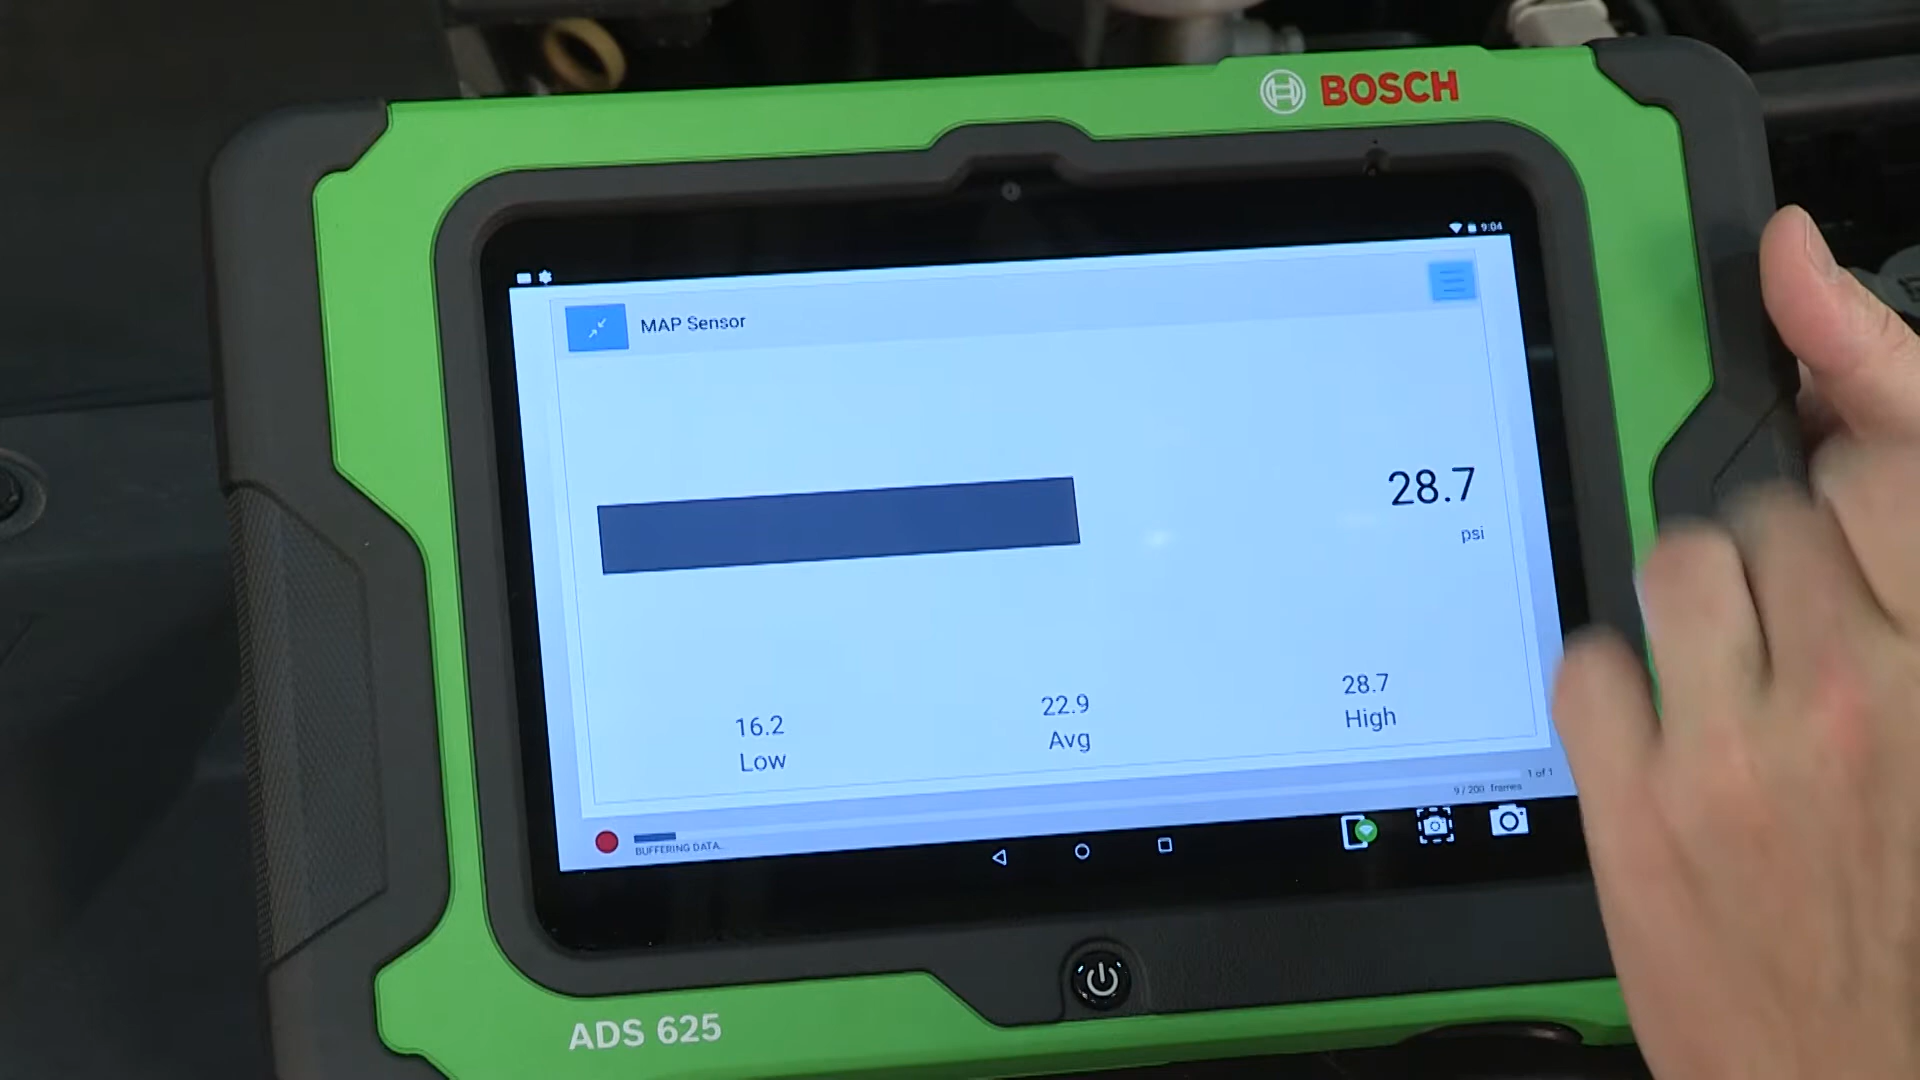 BOSCH
9:04
MAP Sensor
28.7
psi
16.2
Low
22.9
Avg
28.7
High
1 of 1
9 / 200 frames
BUFFERING DATA...
ADS 625